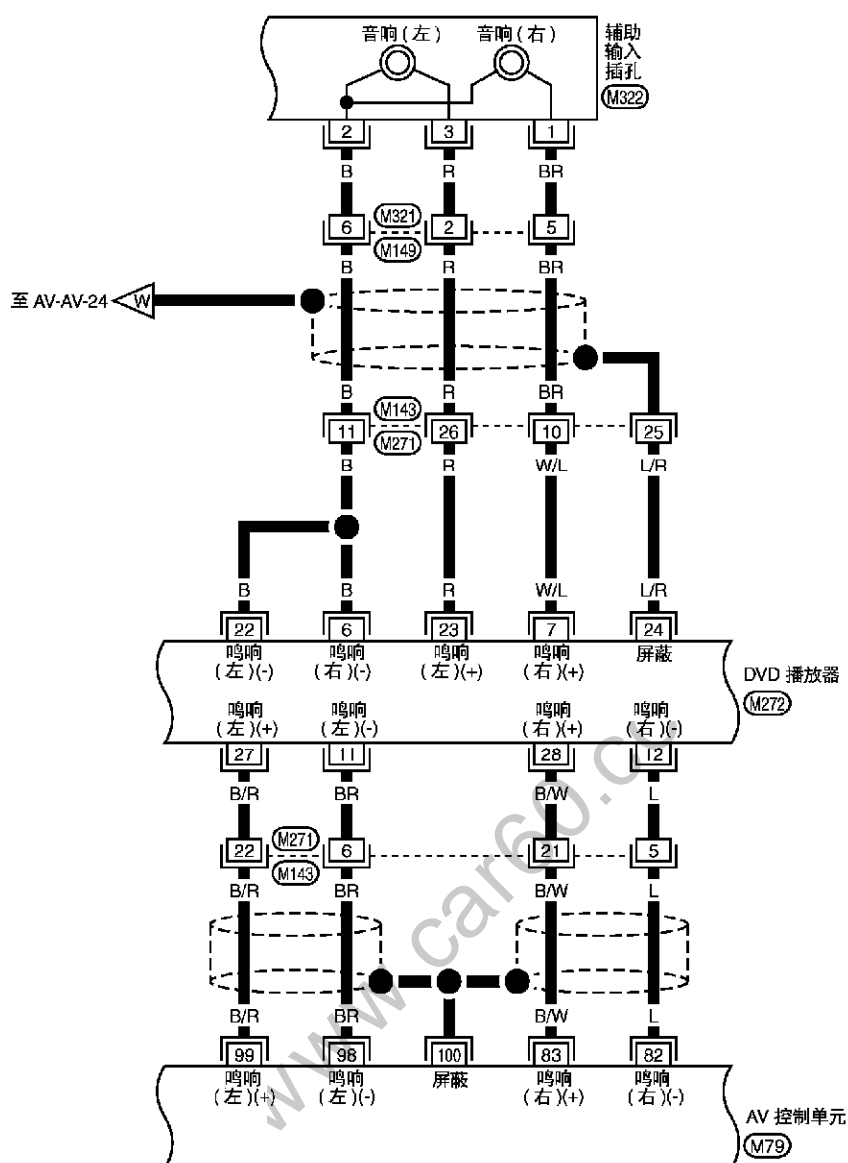 音响(左) 音响(右)
辅助
输入
插孔
M322
2 3 1
B R BR
M321
6 2 5
M149
B R BR
至 AV-AV-24 W
B R BR
M143
11 26 10 25
M271
B R W/L L/R
B B R W/L L/R
22 6 23 7 24
鸣响 鸣响 鸣响 鸣响 屏蔽
(左)(-) (右)(-) (左)(+) (右)(+)
DVD 播放器
M272
鸣响 鸣响 鸣响 鸣响
(左)(+) (左)(-) (右)(+) (右)(-)
27 11 28 12
B/R BR B/W L
M271
22 6 21 5
M143
B/R BR B/W L
B/R BR B/W L
99 98 100 83 82
鸣响 鸣响 屏蔽 鸣响 鸣响
(左)(+) (左)(-) (右)(+) (右)(-)
AV 控制单元
M79